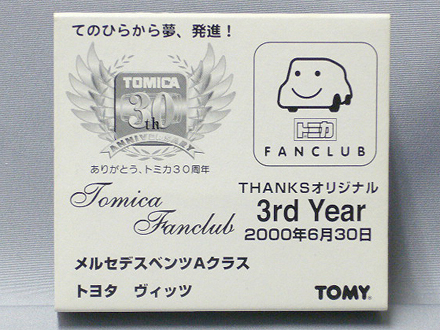 てのひらから夢、発進！
TOMICA
30th
ANNIVERSARY
ありがとう、トミカ30周年
トミカ
FANCLUB
Tomica
Fanclub
THANKSオリジナル
3rd Year
2000年6月30日
メルセデスベンツAクラス
トヨタ ヴィッツ
TOMY